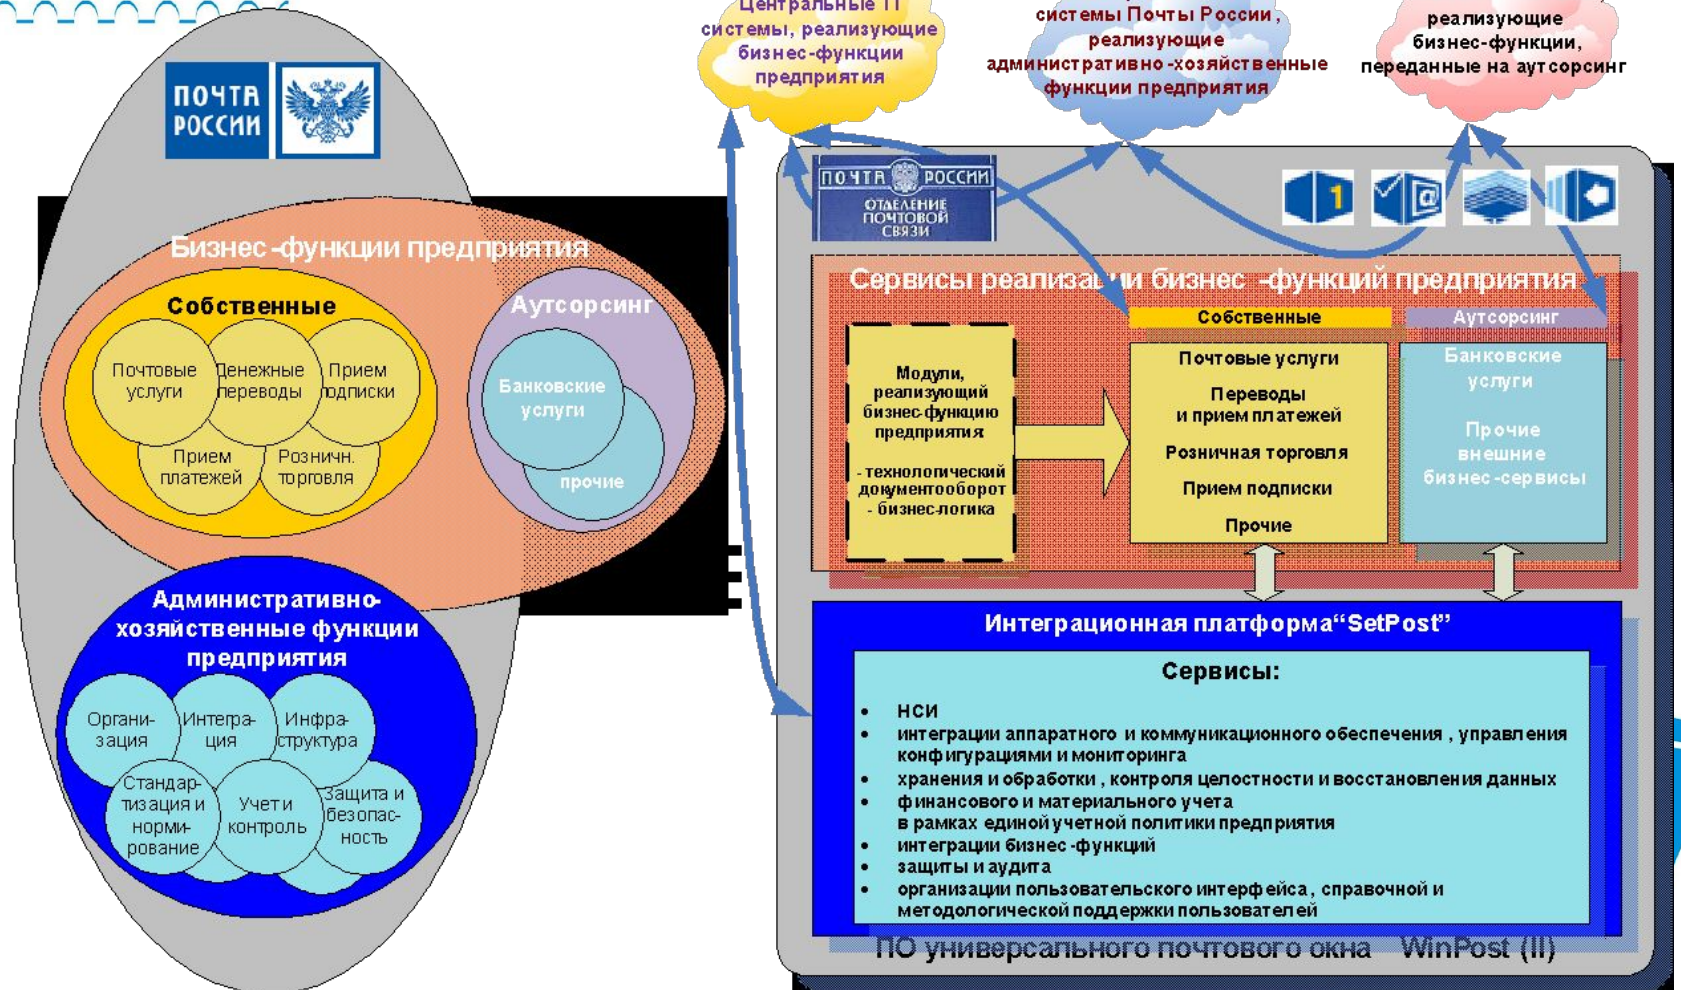 Центральные IT
системы, реализующие
бизнес-функции
предприятия
системы Почты России ,
реализующие
административно -хозяйственные
функции предприятия
реализующие
бизнес-функции,
переданные на аутсорсинг
ПОЧТА
РОССИИ
ПОЧТА РОССИИ
ОТДЕЛЕНИЕ
ПОЧТОВОЙ
СВЯЗИ
1
@
Бизнес -функции предприятия
Собственные
Почтовые
услуги
Денежные
переводы
Прием
подписки
Прием
платежей
Розничн.
торговля
Аутсорсинг
Банковские
услуги
прочие
Административно-
хозяйственные функции
предприятия
Органи-
зация
Интегра-
ция
Инфра-
структура
Стандар-
тизация и
норми-
рование
Учет и
контроль
Защита и
безопас-
ность
Сервисы реализации бизнес -функций предприятия
Модули,
реализующий
бизнес-функцию
предприятия:
- технологический
документооборот
- бизнес-логика
Собственные
Почтовые услуги
Переводы
и прием платежей
Розничная торговля
Прием подписки
Прочие
Аутсорсинг
Банковские
услуги
Прочие
внешние
бизнес-сервисы
Интеграционная платформа“SetPost”
Сервисы:
• НСИ
• интеграции аппаратного и коммуникационного обеспечения , управления
конфигурациями и мониторинга
• хранения и обработки , контроля целостности и восстановления данных
• финансового и материального учета
в рамках единой учетной политики предприятия
• интеграции бизнес -функций
• защиты и аудита
• организации пользовательского интерфейса , справочной и
методологической поддержки пользователей
ПО универсального почтового окна WinPost (II)